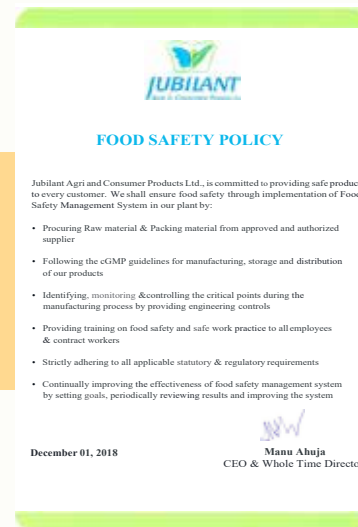 JUBILANT
FOOD SAFETY POLICY
Jubilant Agri and Consumer Products Ltd., is committed to providing safe produc
to every customer. We shall ensure food safety through implementation of Food
Safety Management System in our plant by:
• Procuring Raw material & Packing material from approved and authorized
supplier
• Following the cGMP guidelines for manufacturing, storage and distribution
of our products
• Identifying, monitoring &controlling the critical points during the
manufacturing process by providing engineering controls
• Providing training on food safety and safe work practice to all employees
& contract workers
• Strictly adhering to all applicable statutory & regulatory requirements
• Continually improving the effectiveness of food safety management system
by setting goals, periodically reviewing results and improving the system
December 01, 2018
Manu Ahuja
CEO & Whole Time Directo